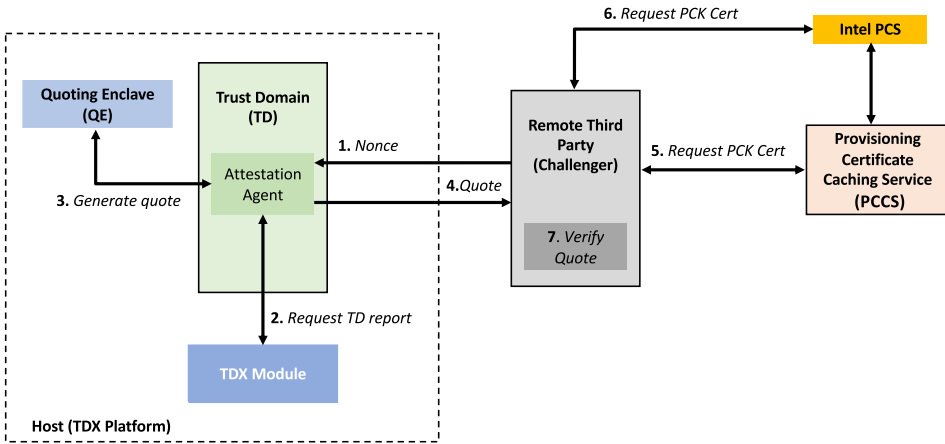 6. Request PCK Cert
Intel PCS
Quoting Enclave
(QE)
Trust Domain
(TD)
Remote Third
Party
(Challenger)
Provisioning
Certificate
Caching Service
(PCCS)
1. Nonce
5. Request PCK Cert
Attestation
Agent
4.Quote
3. Generate quote
7. Verify
Quote
2. Request TD report
TDX Module
Host (TDX Platform)